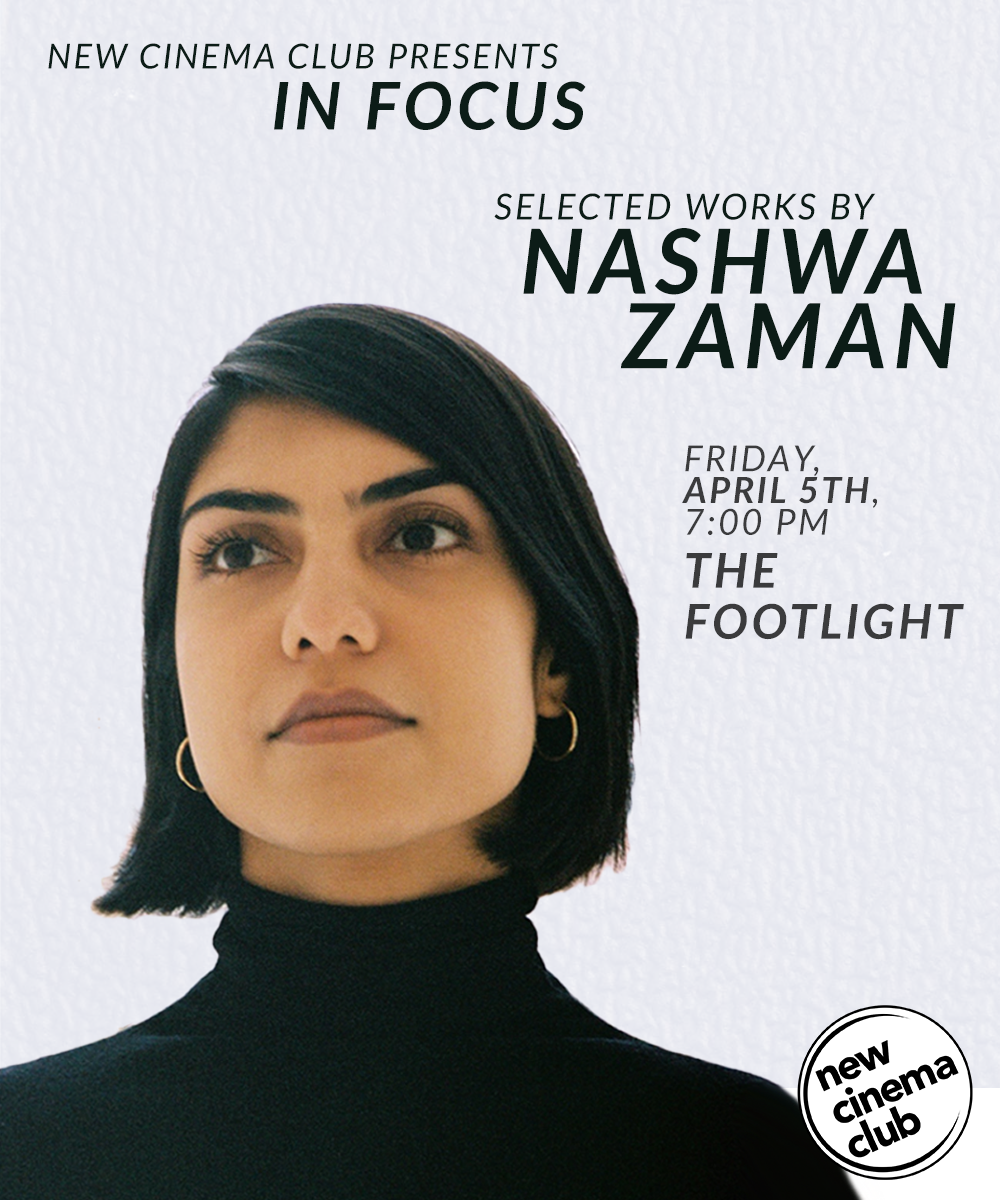 NEW CINEMA CLUB PRESENTS
IN FOCUS
SELECTED WORKS BY
NASHWA
ZAMAN
FRIDAY,
APRIL 5TH,
7:00 PM
THE
FOOTLIGHT
new
cinema
club